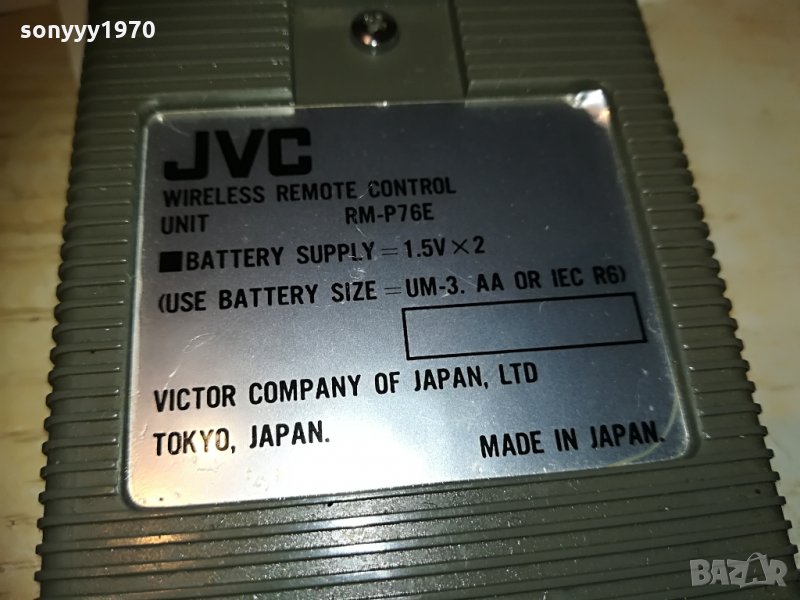 sonyyy1970
JVC
WIRELESS REMOTE CONTROL
UNIT RM-P76E
■BATTERY SUPPLY=1.5V×2
(USE BATTERY SIZE=UM-3. AA OR IEC R6)
VICTOR COMPANY OF JAPAN, LTD
TOKYO, JAPAN.
MADE IN JAPAN.
BAZAR